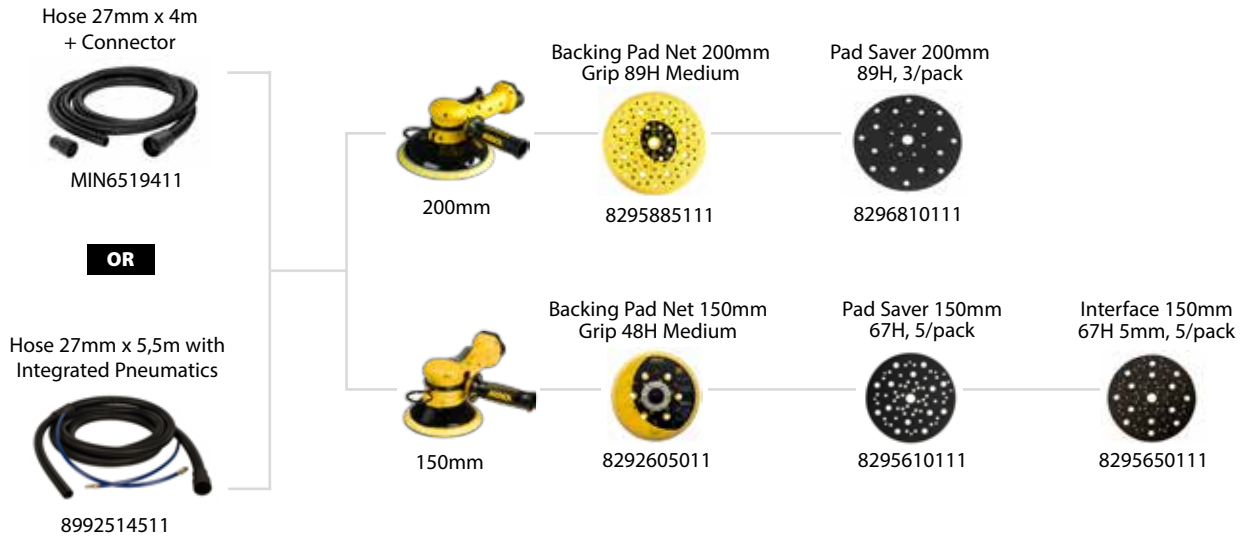 Hose 27mm x 4m
+ Connector
MIN6519411
OR
Hose 27mm x 5,5m with
Integrated Pneumatics
8992514511
200mm
Backing Pad Net 200mm
Grip 89H Medium
8295885111
Pad Saver 200mm
89H, 3/pack
8296810111
150mm
Backing Pad Net 150mm
Grip 48H Medium
8292605011
Pad Saver 150mm
67H, 5/pack
8295610111
Interface 150mm
67H 5mm, 5/pack
8295650111